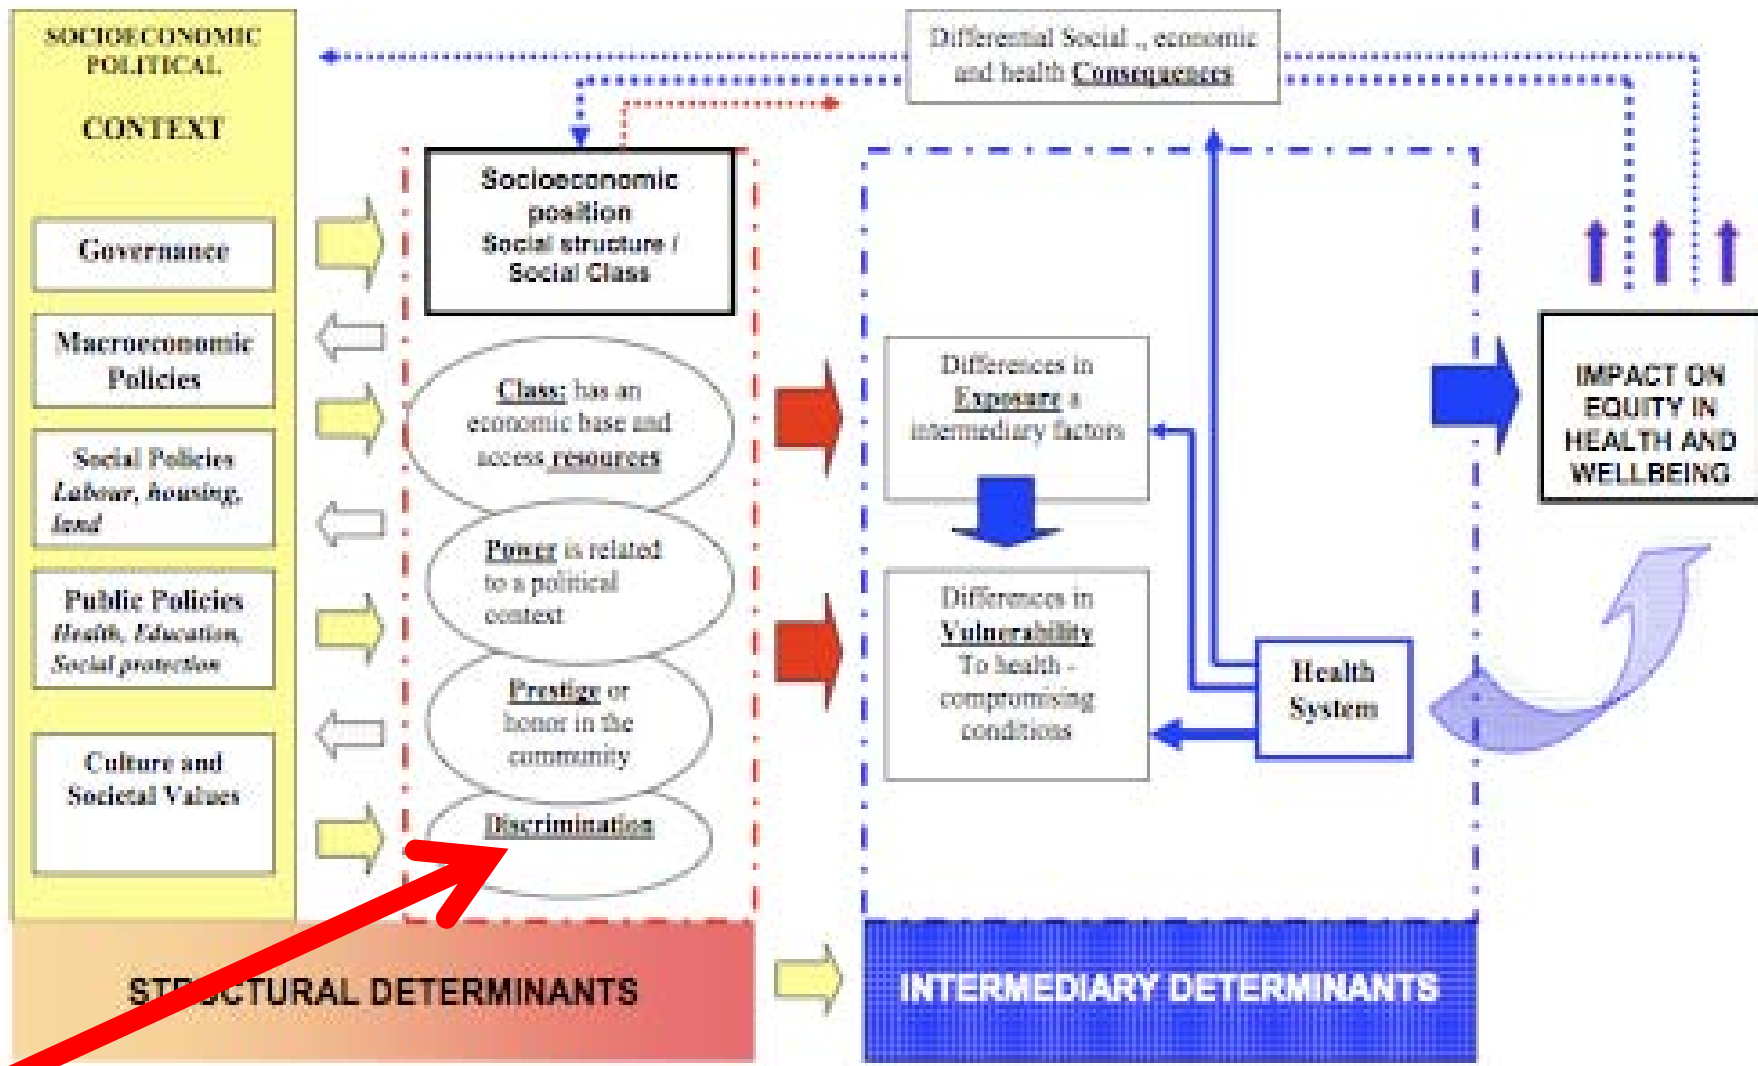 SOCIOECONOMIC
POLITICAL
CONTEXT
Governance
Macroeconomic
Policies
Social Policies
Labour, housing,
land
Public Policies
Health, Education,
Social protection
Culture and
Societal Values
Differential Social ., economic
and health Consequences
Socioeconomic
position
Social structure /
Social Class
Class: has an
economic base and
access resources
Power is related
to a political
context
Prestige or
honor in the
community
Discrimination
Differences in
Exposure a
intermediary factors
Differences in
Vulnerability
To health -
compromising
conditions
Health
System
IMPACT ON
EQUITY IN
HEALTH AND
WELLBEING
STRUCTURAL DETERMINANTS
INTERMEDIARY DETERMINANTS